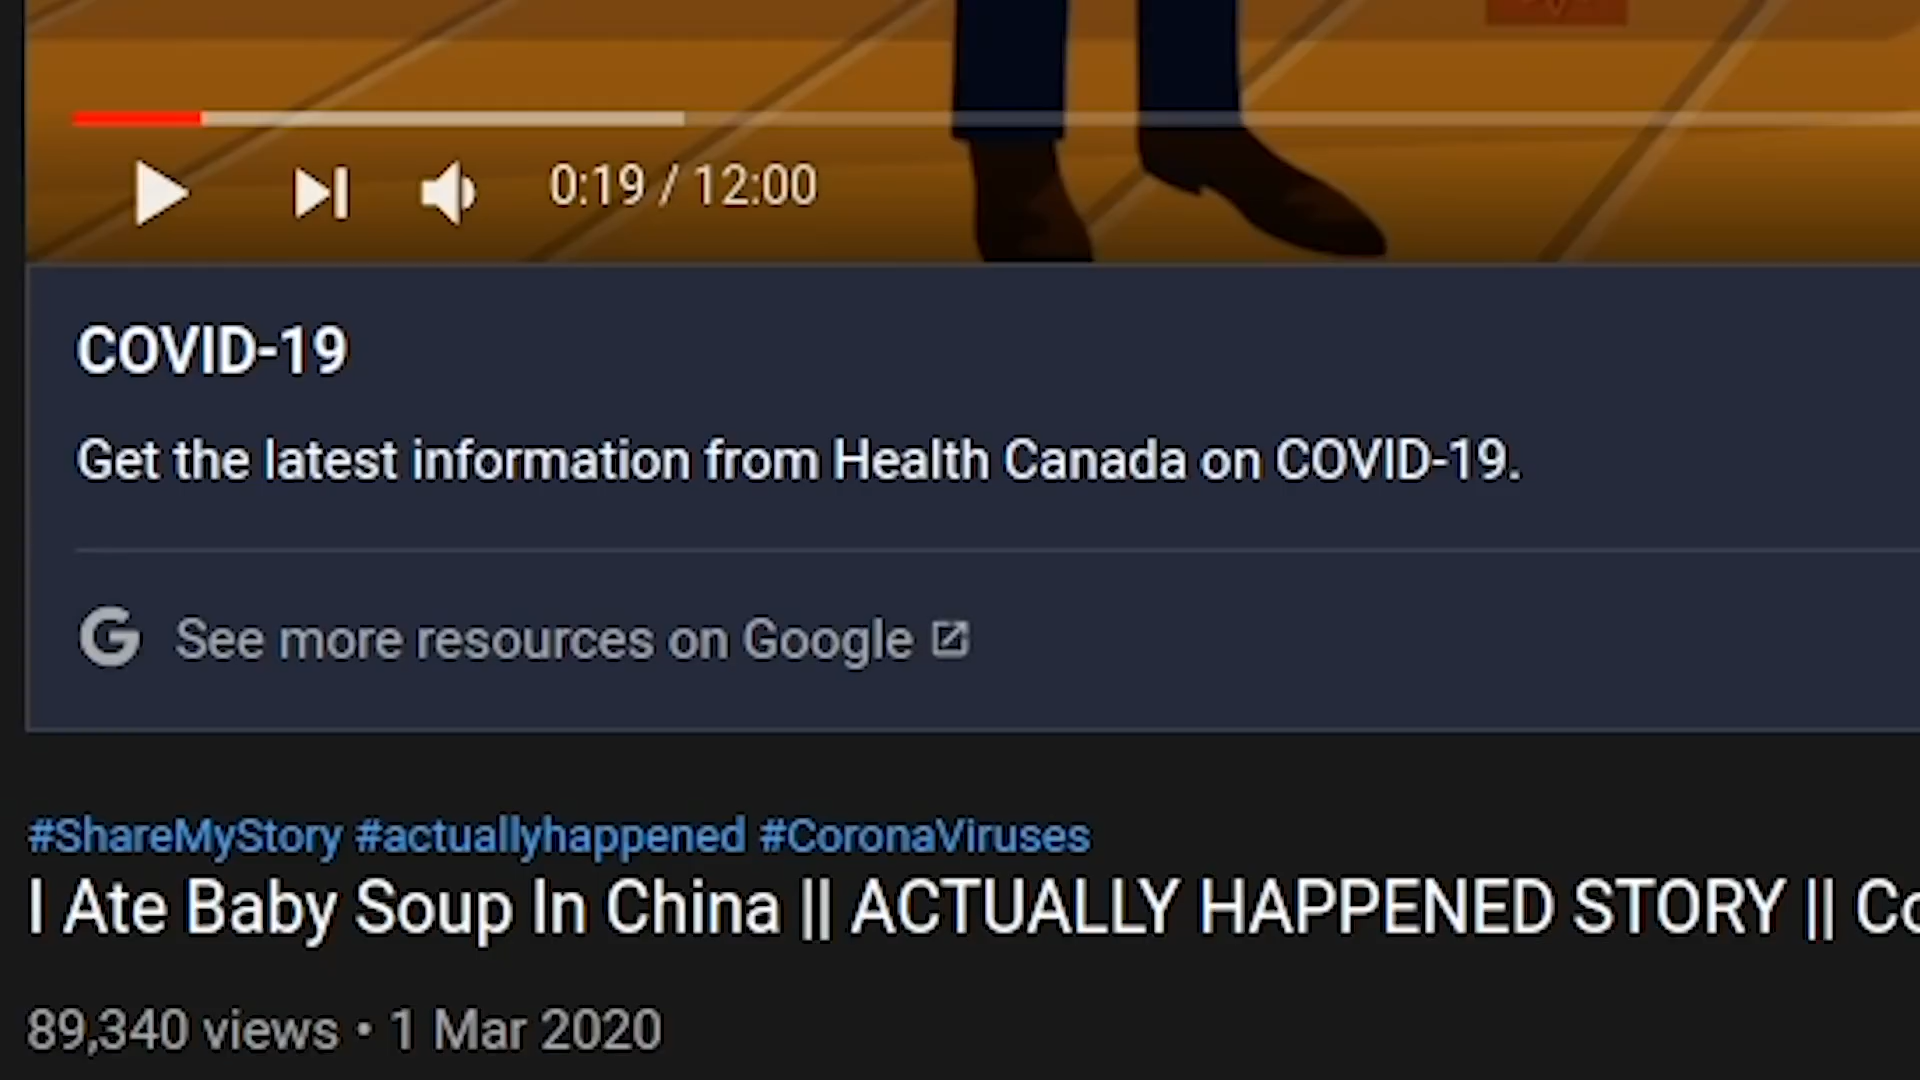 0:19 / 12:00
COVID-19
Get the latest information from Health Canada on COVID-19.
See more resources on Google
#ShareMyStory #actuallyhappened #CoronaViruses
I Ate Baby Soup In China || ACTUALLY HAPPENED STORY || Co
89,340 views • 1 Mar 2020